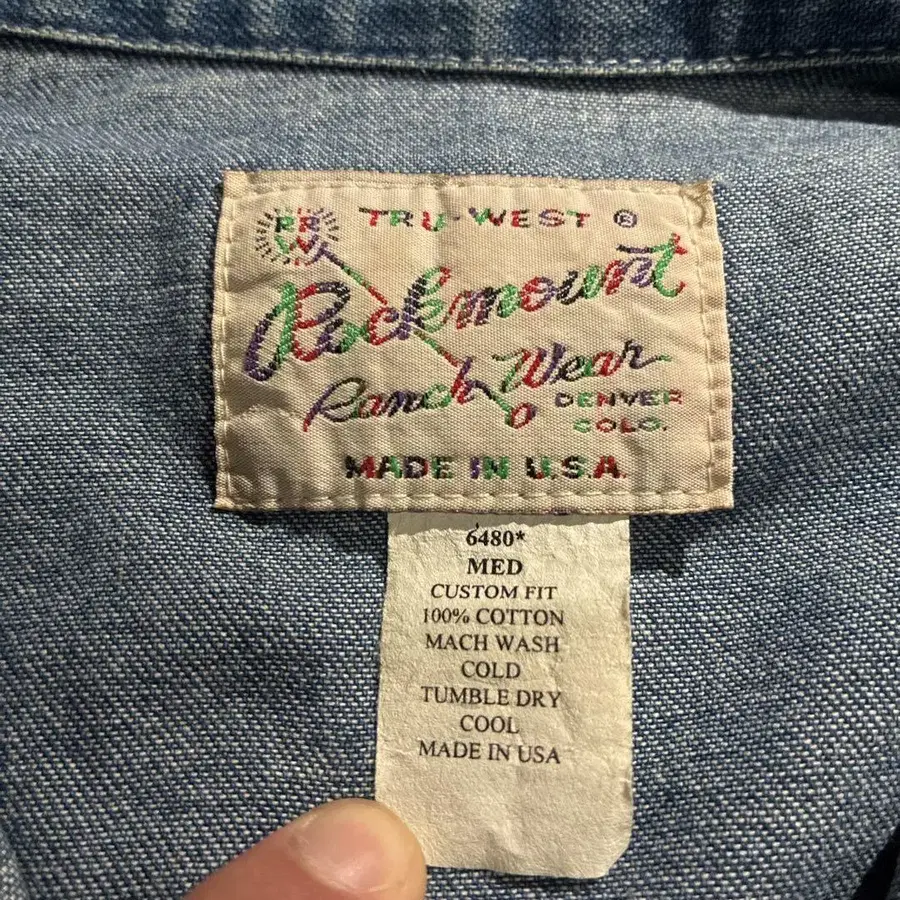 RR
W
TRU-WEST ®
Rockmount
Ranch Wear
DENVER
COLO.
MADE IN U.S.A.
6480*
MED
CUSTOM FIT
100% COTTON
MACH WASH
COLD
TUMBLE DRY
COOL
MADE IN USA